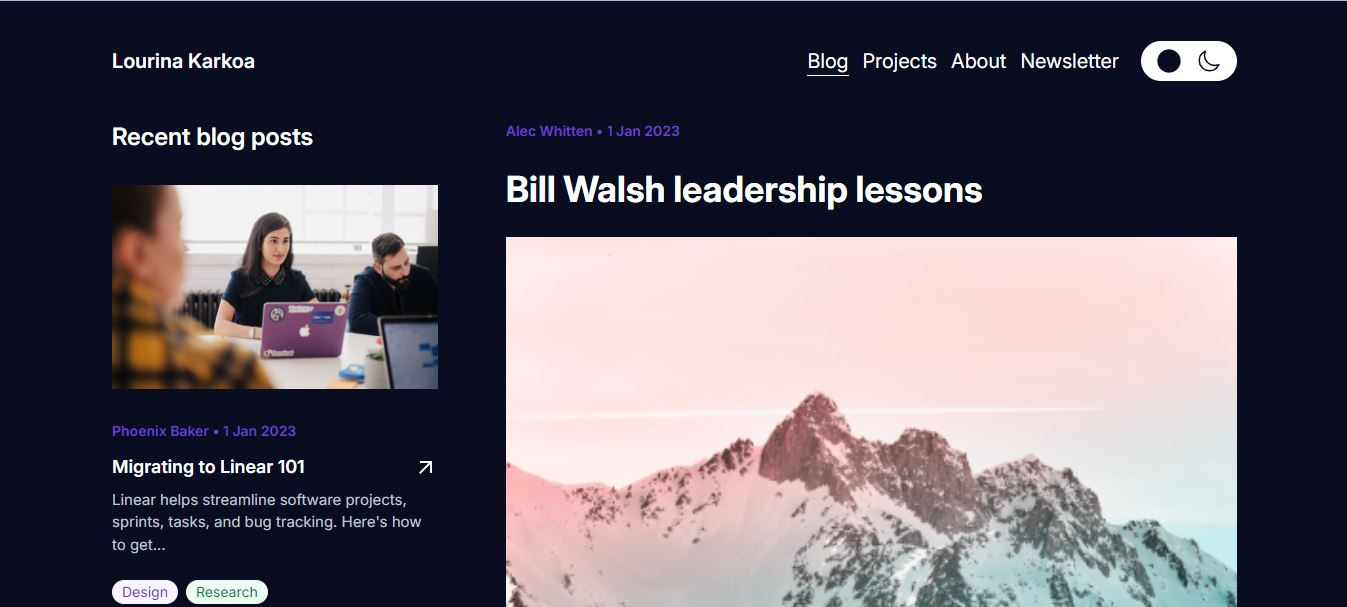 Lourina Karkoa
Blog Projects About Newsletter
Recent blog posts
Phoenix Baker • 1 Jan 2023
Migrating to Linear 101
Linear helps streamline software projects,
sprints, tasks, and bug tracking. Here's how
to get...
Design Research
Alec Whitten • 1 Jan 2023
Bill Walsh leadership lessons